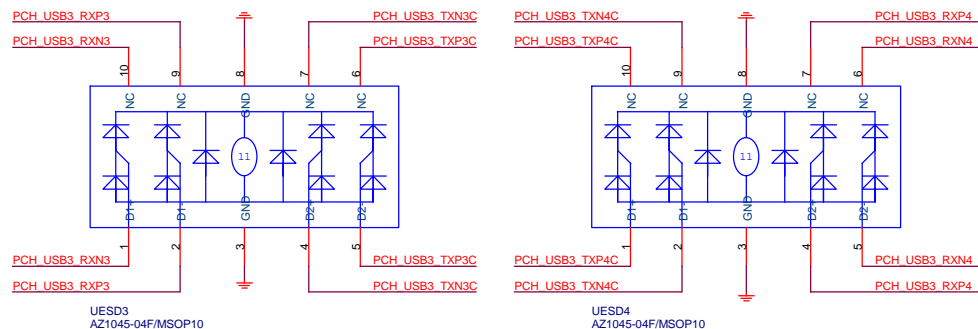 PCH_USB3_RXP3
PCH_USB3_TXN3C
PCH_USB3_RXN3
PCH_USB3_TXP3C
10
9
8
7
6
NC
NC
GND
NC
NC
11
D1+
D1-
GND
D2+
D2-
1
2
3
4
5
PCH_USB3_RXN3
PCH_USB3_TXP3C
PCH_USB3_RXP3
PCH_USB3_TXN3C
UESD3
AZ1045-04F/MSOP10
PCH_USB3_TXN4C
PCH_USB3_RXP4
PCH_USB3_TXP4C
PCH_USB3_RXN4
10
9
8
7
6
NC
NC
GND
NC
NC
11
D1+
D1-
GND
D2+
D2-
1
2
3
4
5
PCH_USB3_TXP4C
PCH_USB3_RXN4
PCH_USB3_TXN4C
PCH_USB3_RXP4
UESD4
AZ1045-04F/MSOP10